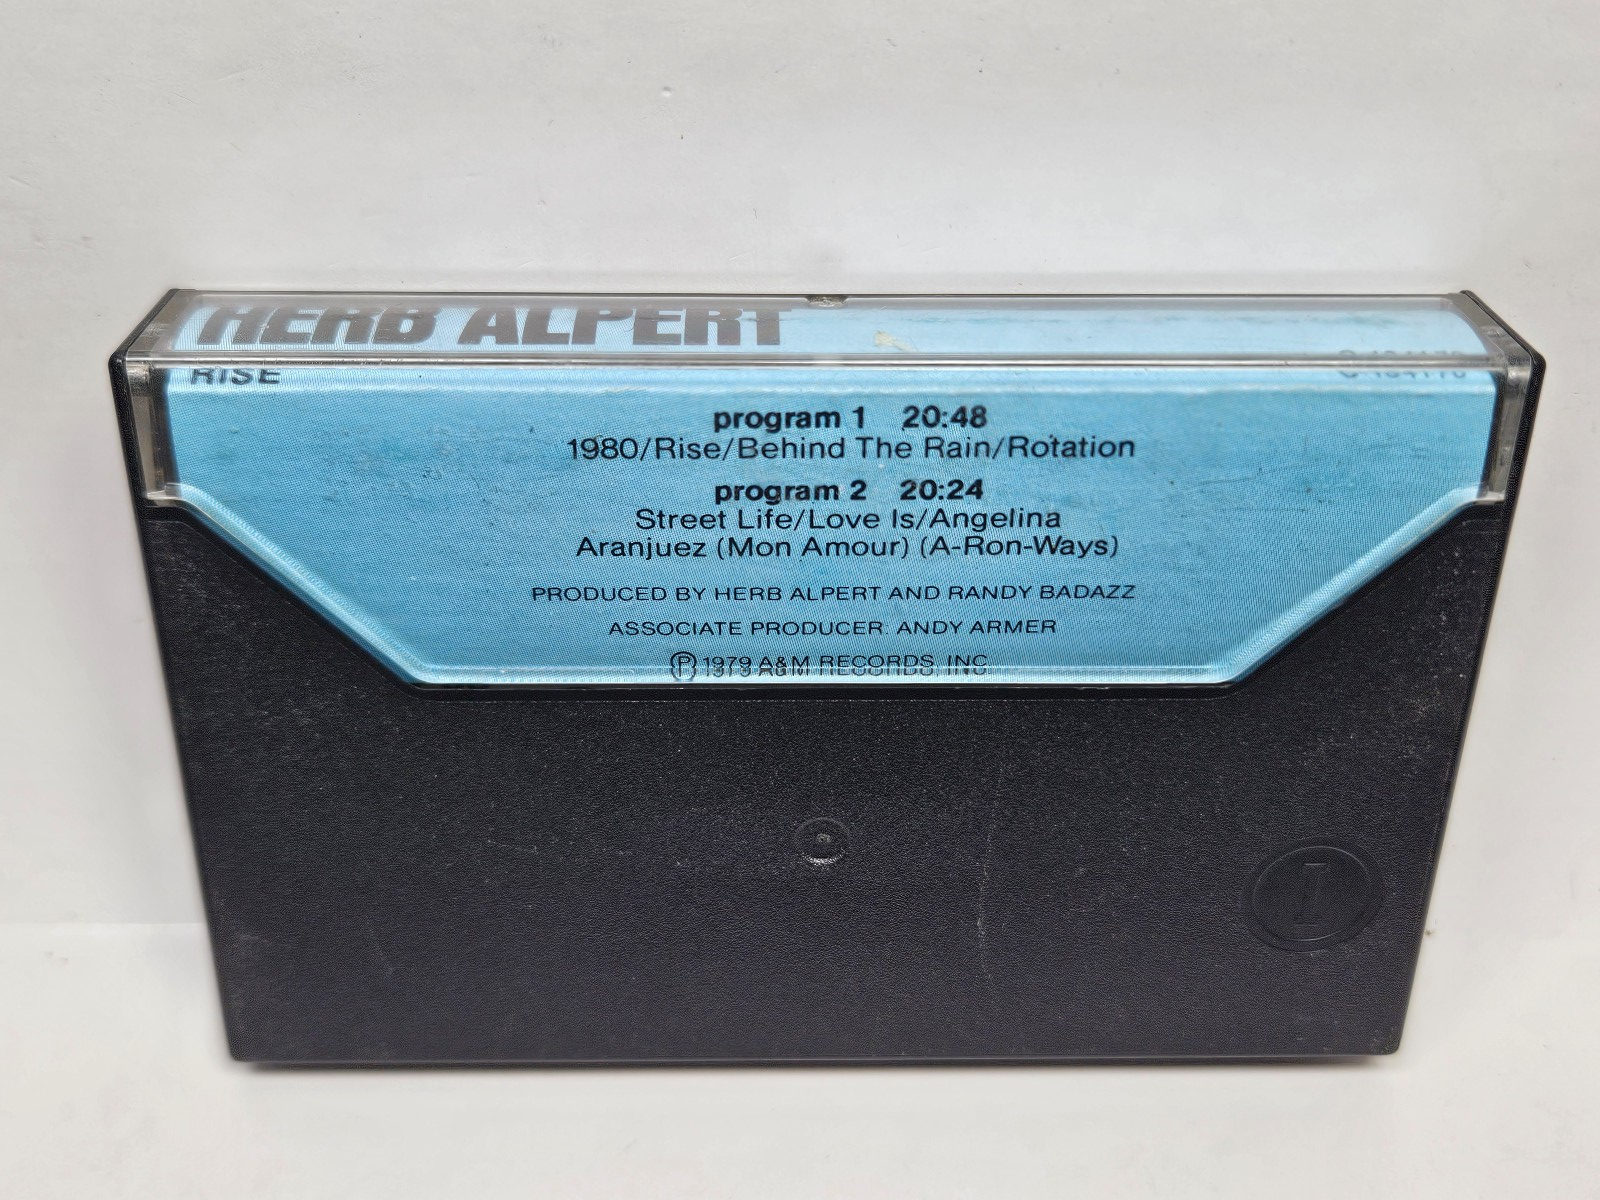 HERB ALPERT
RISE
program 1 20:48
1980/Rise/Behind The Rain/Rotation
program 2 20:24
Street Life/Love Is/Angelina
Aranjuez (Mon Amour) (A-Ron-Ways)
PRODUCED BY HERB ALPERT AND RANDY BADAZZ
ASSOCIATE PRODUCER: ANDY ARMER
Ⓟ 1979 A&M RECORDS, INC
I